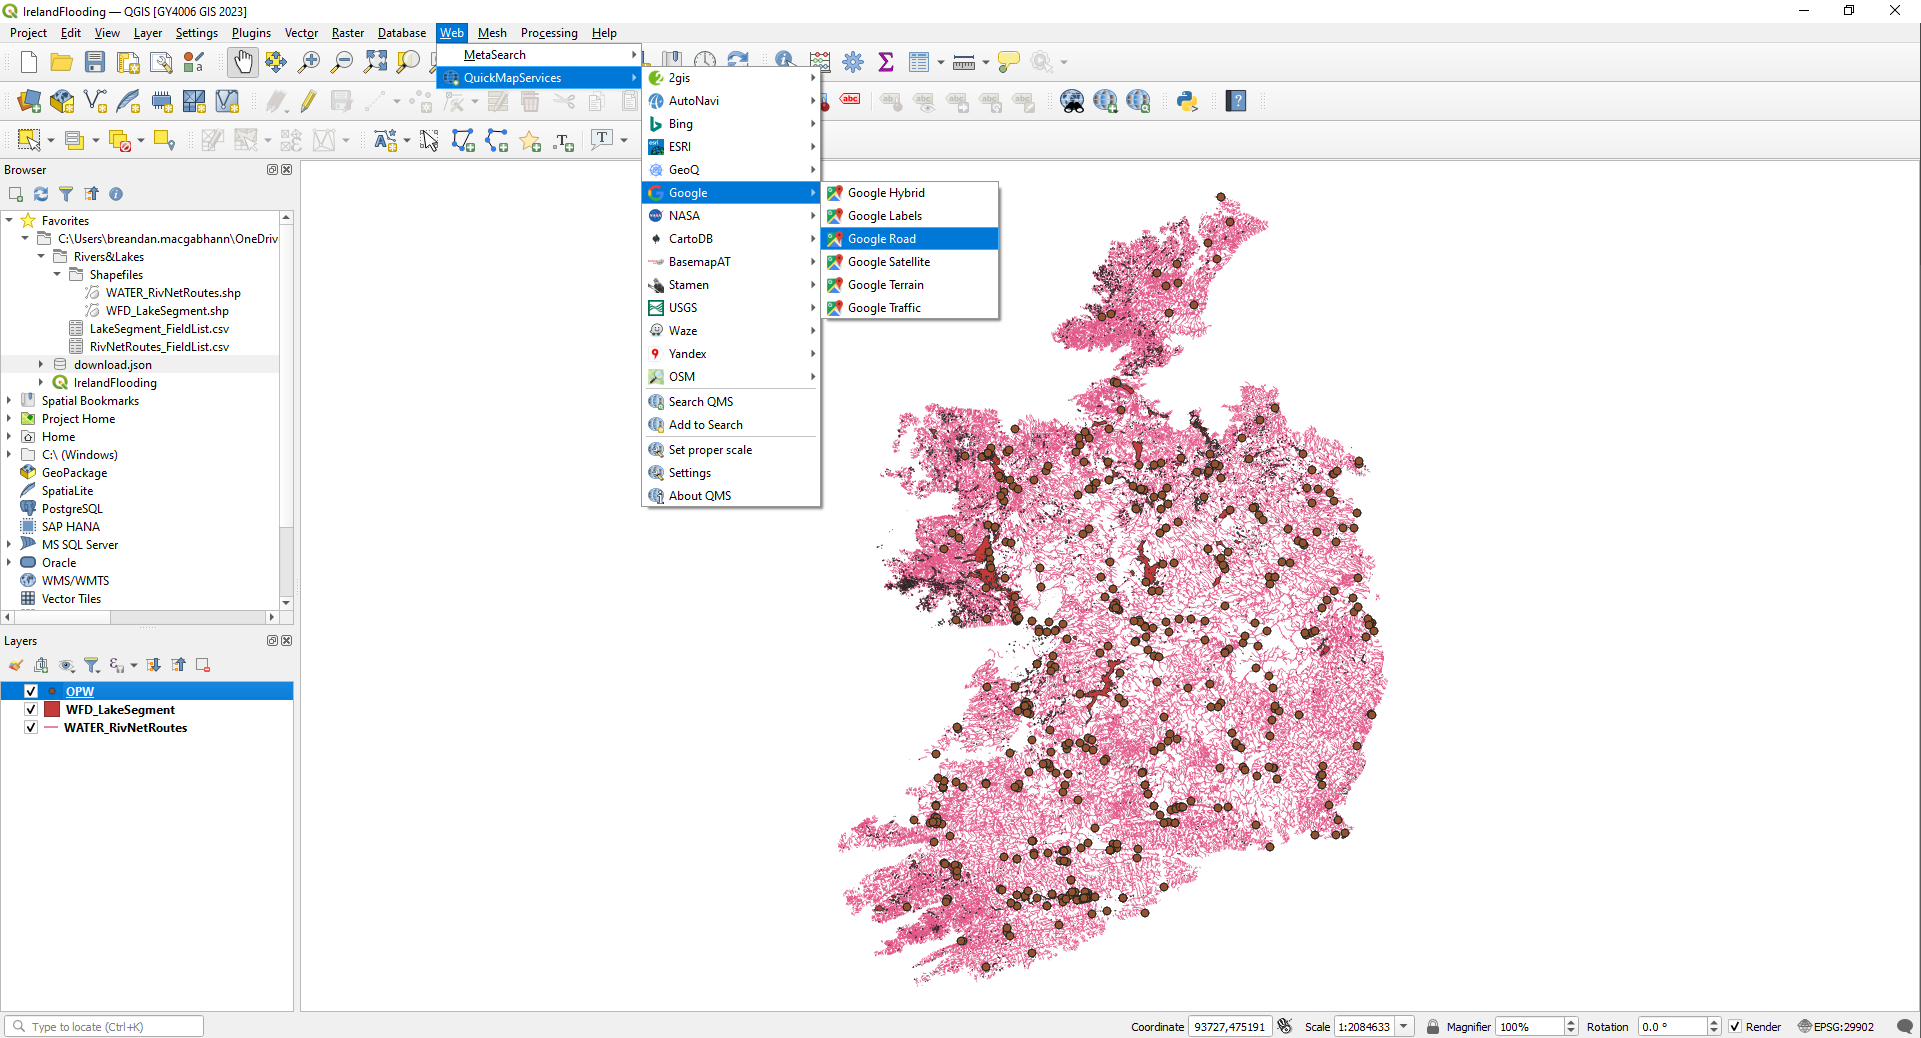 IrelandFlooding — QGIS [GY4006 GIS 2023]
Project Edit View Layer Settings Plugins Vector Raster Database Web Mesh Processing Help
MetaSearch
QuickMapServices
2gis
AutoNavi
Bing
ESRI
GeoQ
Google
NASA
CartoDB
BasemapAT
Stamen
USGS
Waze
Yandex
OSM
Search QMS
Add to Search
Set proper scale
Settings
About QMS
Google Hybrid
Google Labels
Google Road
Google Satellite
Google Terrain
Google Traffic
Browser
Favorites
C:\Users\breandan.macgabhann\OneDriv
Rivers&Lakes
Shapefiles
WATER_RivNetRoutes.shp
WFD_LakeSegment.shp
LakeSegment_FieldList.csv
RivNetRoutes_FieldList.csv
download.json
IrelandFlooding
Spatial Bookmarks
Project Home
Home
C:\ (Windows)
GeoPackage
SpatiaLite
PostgreSQL
SAP HANA
MS SQL Server
Oracle
WMS/WMTS
Vector Tiles
Layers
OPW
WFD_LakeSegment
WATER_RivNetRoutes
Type to locate (Ctrl+K)
Coordinate 93727,475191 Scale 1:2084633 Magnifier 100% Rotation 0.0 ° Render EPSG:29902